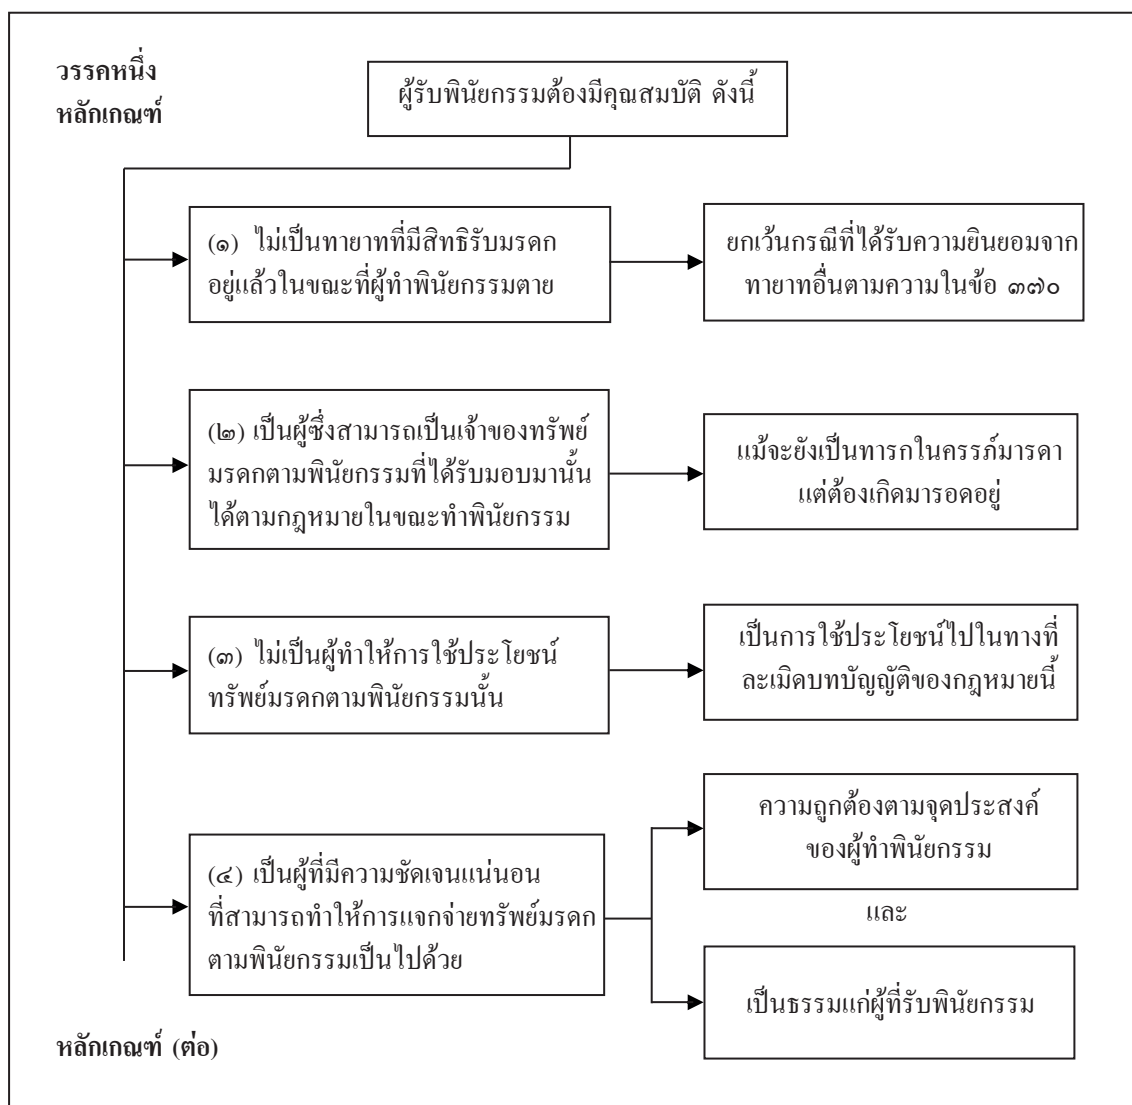 วรรคหนึ่ง
หลักเกณฑ์
ผู้รับพินัยกรรมต้องมีคุณสมบัติ ดังนี้
(๑) ไม่เป็นทายาทที่มีสิทธิรับมรดก
อยู่แล้วในขณะที่ผู้ทำพินัยกรรมตาย
ยกเว้นกรณีที่ได้รับความยินยอมจาก
ทายาทอื่นตามความในข้อ ๓๗๐
(๒) เป็นผู้ซึ่งสามารถเป็นเจ้าของทรัพย์
มรดกตามพินัยกรรมที่ได้รับมอบมานั้น
ได้ตามกฎหมายในขณะทำพินัยกรรม
แม้จะยังเป็นทารกในครรภ์มารดา
แต่ต้องเกิดมารอดอยู่
(๓) ไม่เป็นผู้ทำให้การใช้ประโยชน์
ทรัพย์มรดกตามพินัยกรรมนั้น
เป็นการใช้ประโยชน์ไปในทางที่
ละเมิดบทบัญญัติของกฎหมายนี้
(๔) เป็นผู้ที่มีความชัดเจนแน่นอน
ที่สามารถทำให้การแจกจ่ายทรัพย์มรดก
ตามพินัยกรรมเป็นไปด้วย
ความถูกต้องตามจุดประสงค์
ของผู้ทำพินัยกรรม
และ
เป็นธรรมแก่ผู้ที่รับพินัยกรรม
หลักเกณฑ์ (ต่อ)